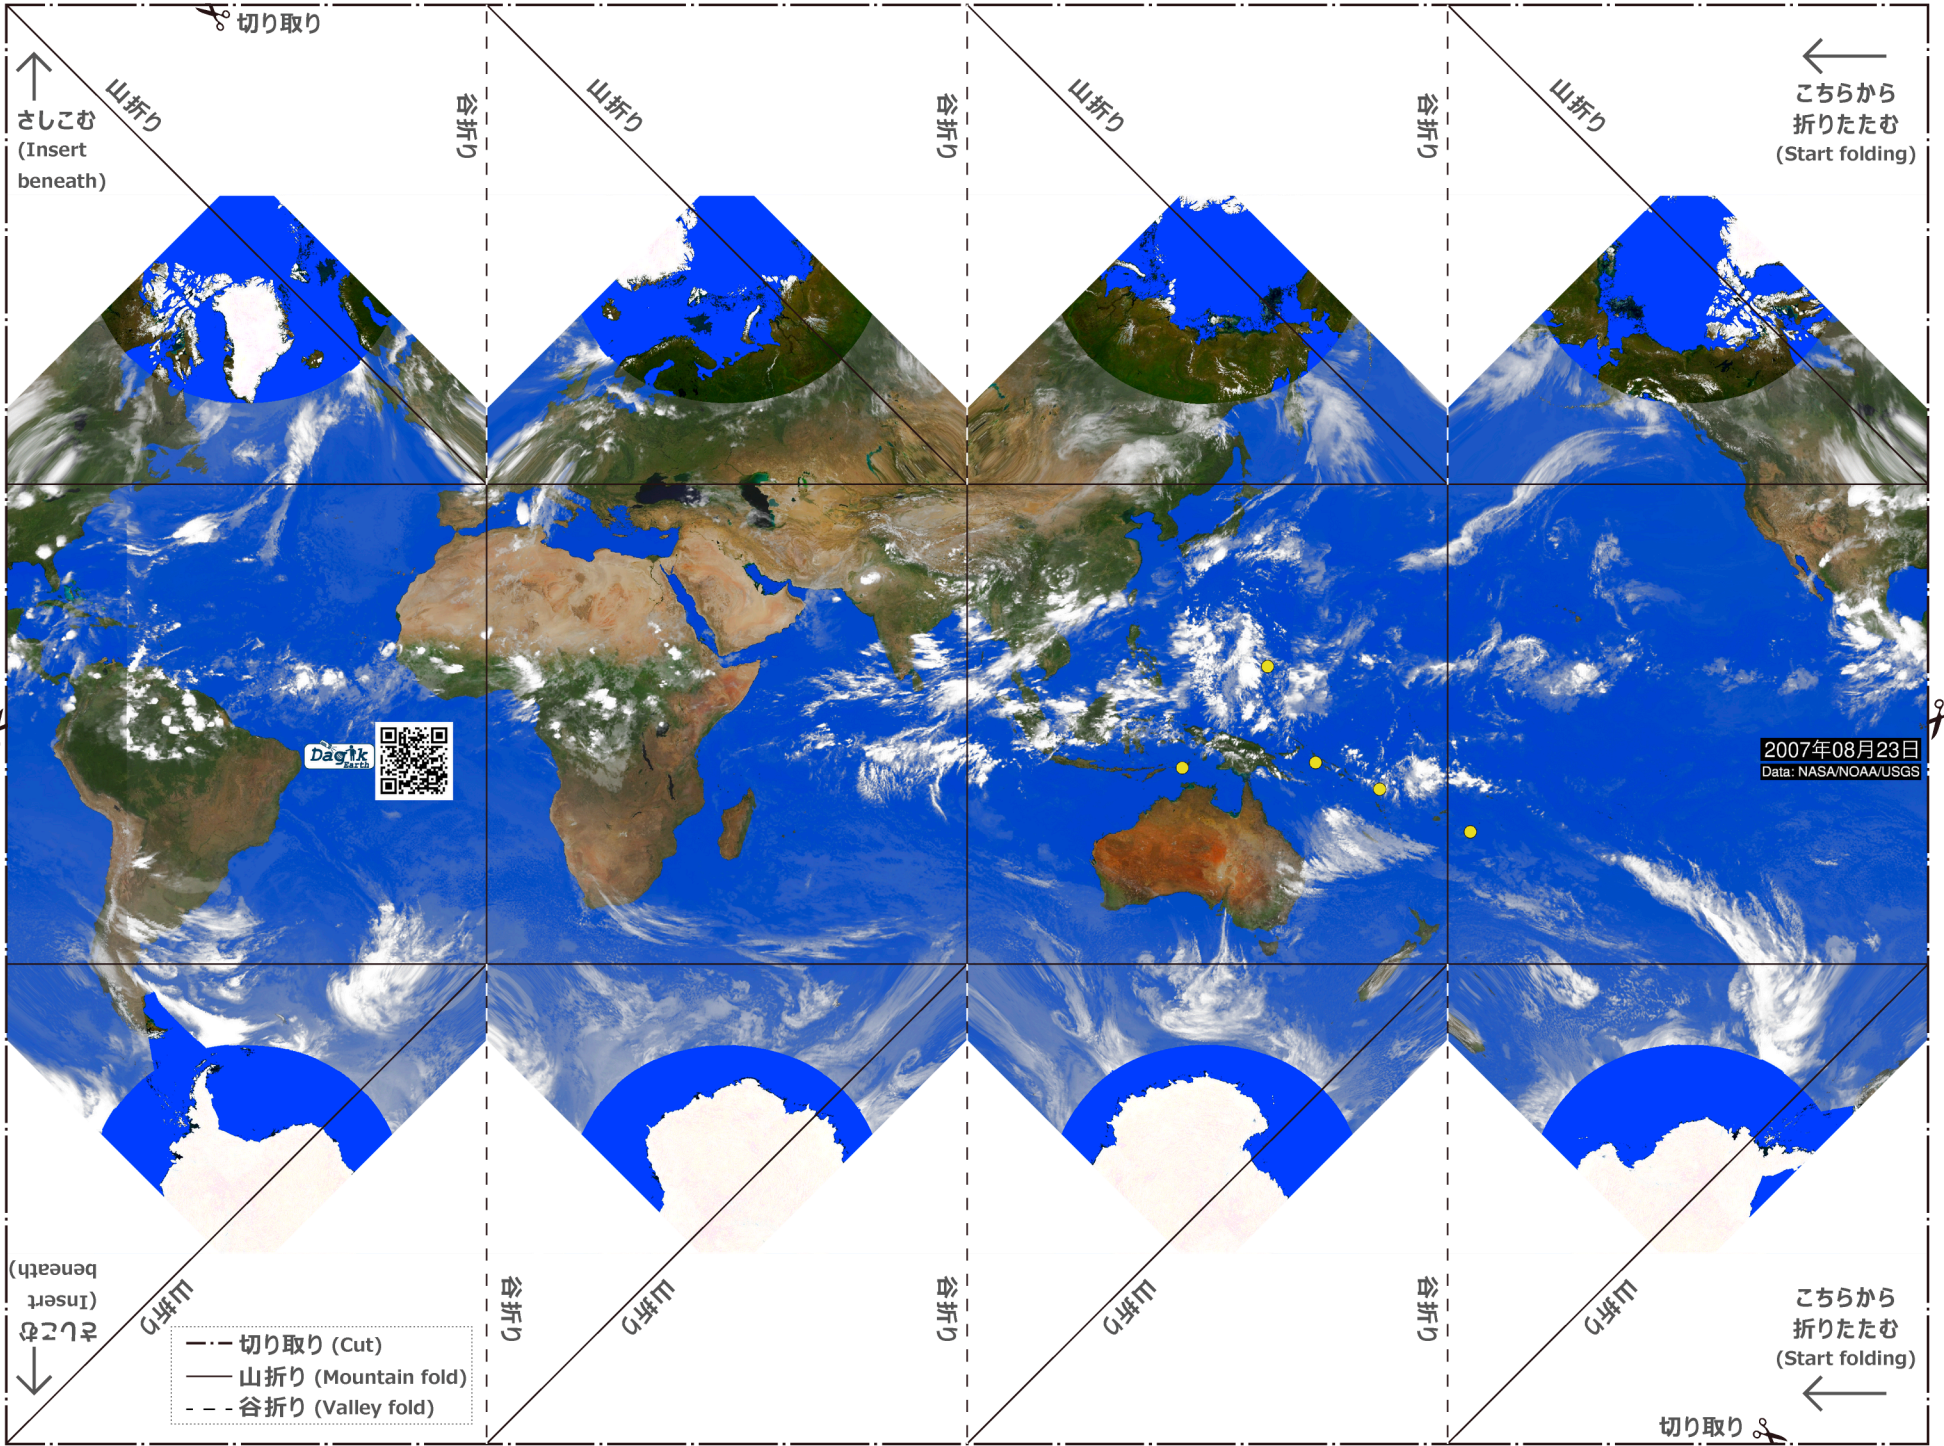 切り取り
さしこむ
(Insert
beneath)
山折り
谷折り
山折り
谷折り
山折り
谷折り
山折り
こちらから
折りたたむ
(Start folding)
Dagik
Earth
2007年08月23日
Data: NASA/NOAA/USGS
さしこむ
(Insert
beneath)
山折り
谷折り
山折り
谷折り
山折り
谷折り
山折り
こちらから
折りたたむ
(Start folding)
切り取り (Cut)
山折り (Mountain fold)
谷折り (Valley fold)
切り取り